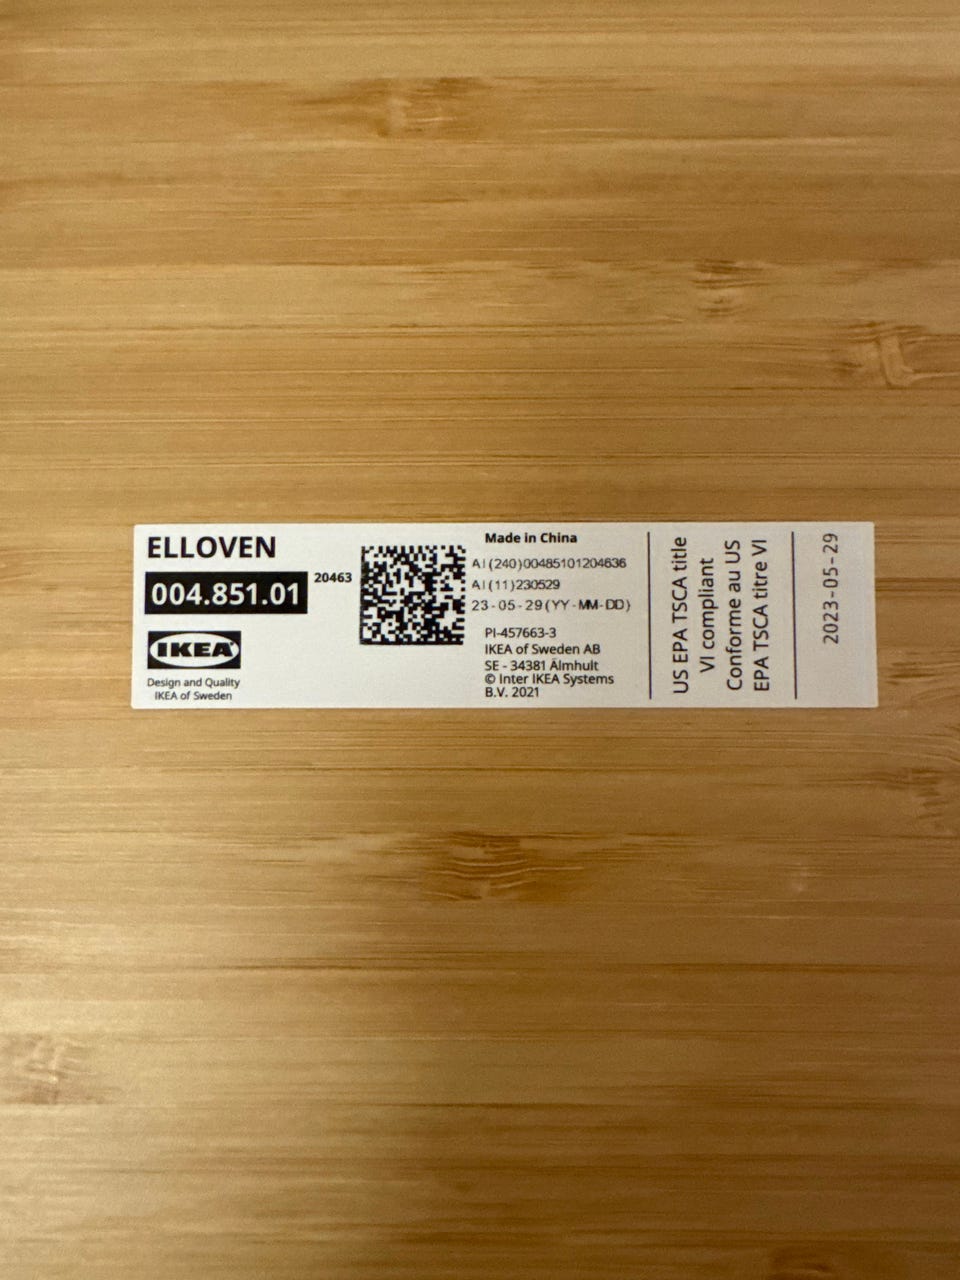 ELLOVEN
004.851.01
20463
IKEA
Design and Quality
IKEA of Sweden
Made in China
AI(240)00485101204636
AI(11)230529
23-05-29(YY-MM-DD)
PI-457663-3
IKEA of Sweden AB
SE - 34381 Älmhult
© Inter IKEA Systems
B.V. 2021
US EPA TSCA title
VI compliant
Conforme au US
EPA TSCA titre VI
2023-05-29